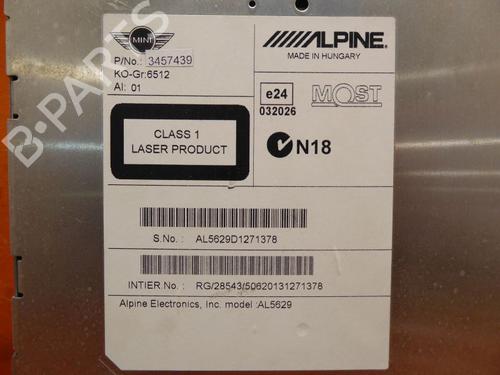 MINI
ALPINE
MADE IN HUNGARY
P/No.: 3457439
KO-Gr:6512
AI: 01
e24
032026
MOST
CLASS 1
LASER PRODUCT
N18
S.No.: AL5629D1271378
INTIER.No.: RG/28543/50620131271378
Alpine Electronics, Inc. model :AL5629
B-PARTS